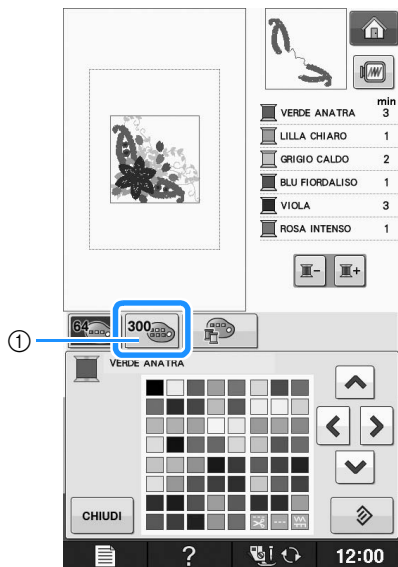 min
VERDE ANATRA 3
LILLA CHIARO 1
GRIGIO CALDO 2
BLU FIORDALISO 1
VIOLA 3
ROSA INTENSO 1
- +
64 300
1
VERDE ANATRA
CHIUDI
? 12:00